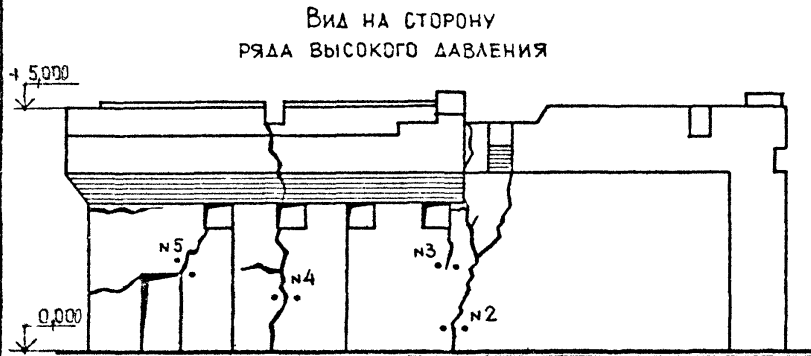 Вид на сторону
ряда высокого давления
+ 5,000
N5
N3
N4
N2
0,000